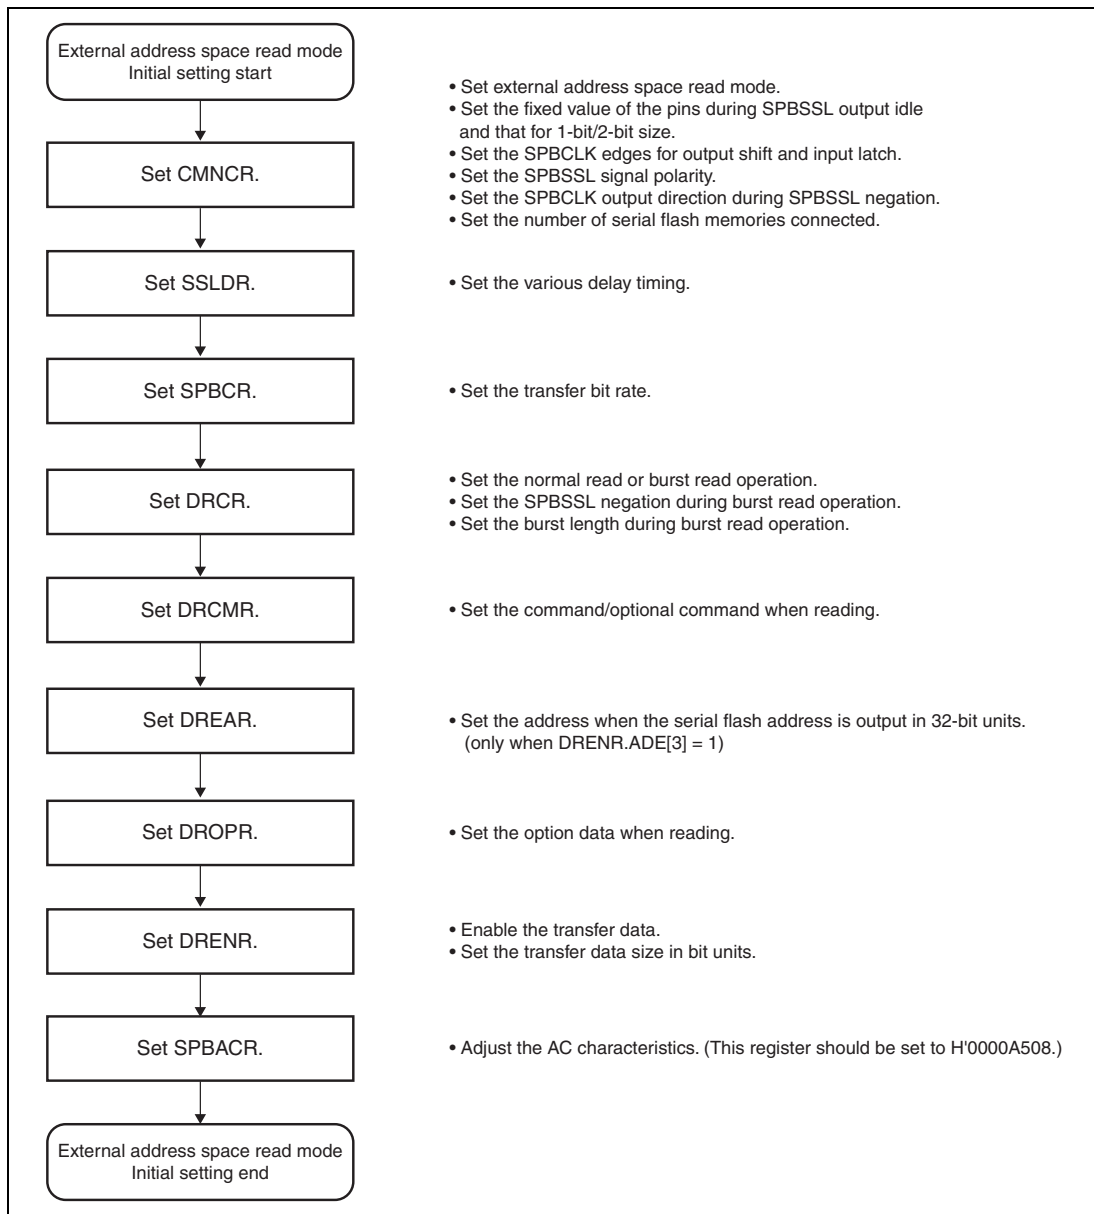 External address space read mode
Initial setting start
• Set external address space read mode.
• Set the fixed value of the pins during SPBSSL output idle
and that for 1-bit/2-bit size.
• Set the SPBCLK edges for output shift and input latch.
• Set the SPBSSL signal polarity.
• Set the SPBCLK output direction during SPBSSL negation.
• Set the number of serial flash memories connected.
Set CMNCR.
Set SSLDR.
• Set the various delay timing.
Set SPBCR.
• Set the transfer bit rate.
Set DRCR.
• Set the normal read or burst read operation.
• Set the SPBSSL negation during burst read operation.
• Set the burst length during burst read operation.
Set DRCMR.
• Set the command/optional command when reading.
Set DREAR.
• Set the address when the serial flash address is output in 32-bit units.
(only when DRENR.ADE[3] = 1)
Set DROPR.
• Set the option data when reading.
Set DRENR.
• Enable the transfer data.
• Set the transfer data size in bit units.
Set SPBACR.
• Adjust the AC characteristics. (This register should be set to H'0000A508.)
External address space read mode
Initial setting end